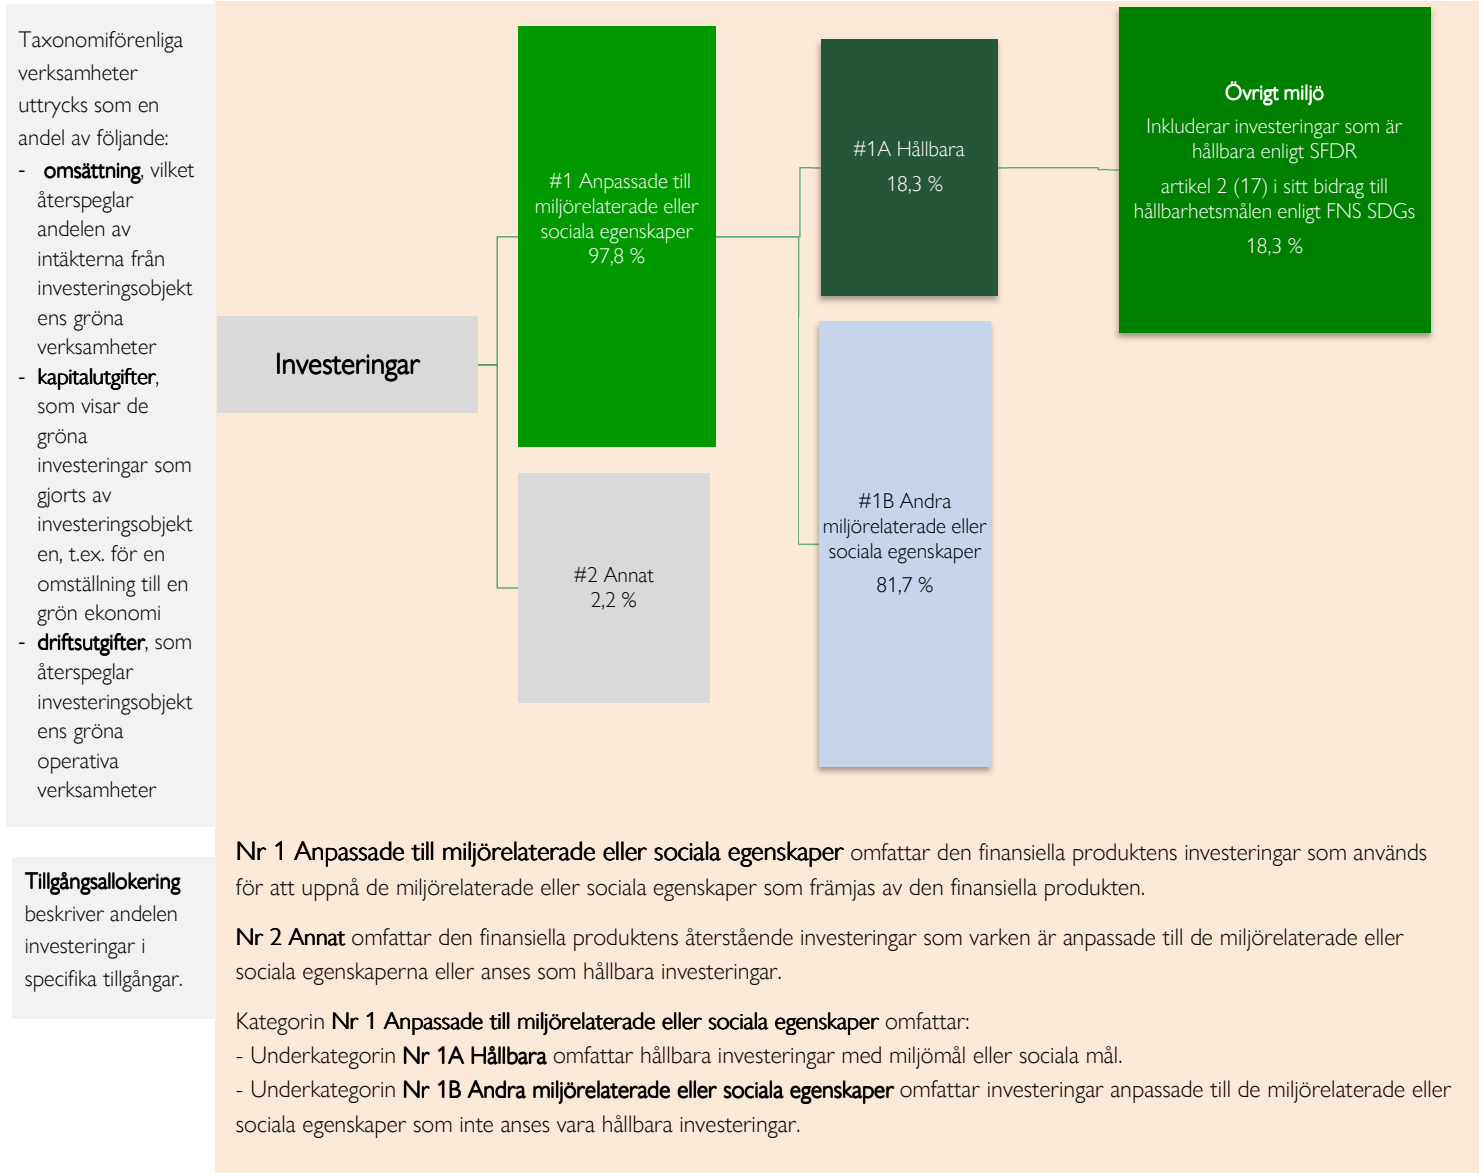 Taxonomiförenliga
verksamheter
uttrycks som en
andel av följande:
- omsättning, vilket
återspeglar
andelen av
intäkterna från
investeringsobjekt
ens gröna
verksamheter
- kapitalutgifter,
som visar de
gröna
investeringar som
gjorts av
investeringsobjekt
en, t.ex. för en
omställning till en
grön ekonomi
- driftsutgifter, som
återspeglar
investeringsobjekt
ens gröna
operativa
verksamheter
Tillgångsallokering
beskriver andelen
investeringar i
specifika tillgångar.
Investeringar
#1 Anpassade till
miljörelaterade eller
sociala egenskaper
97,8 %
#2 Annat
2,2 %
#1A Hållbara
18,3 %
#1B Andra
miljörelaterade eller
sociala egenskaper
81,7 %
Övrigt miljö
Inkluderar investeringar som är
hållbara enligt SFDR
artikel 2 (17) i sitt bidrag till
hållbarhetsmålen enligt FNS SDGs
18,3 %
Nr 1 Anpassade till miljörelaterade eller sociala egenskaper omfattar den finansiella produktens investeringar som används
för att uppnå de miljörelaterade eller sociala egenskaper som främjas av den finansiella produkten.
Nr 2 Annat omfattar den finansiella produktens återstående investeringar som varken är anpassade till de miljörelaterade eller
sociala egenskaperna eller anses som hållbara investeringar.
Kategorin Nr 1 Anpassade till miljörelaterade eller sociala egenskaper omfattar:
- Underkategorin Nr 1A Hållbara omfattar hållbara investeringar med miljömål eller sociala mål.
- Underkategorin Nr 1B Andra miljörelaterade eller sociala egenskaper omfattar investeringar anpassade till de miljörelaterade eller
sociala egenskaper som inte anses vara hållbara investeringar.